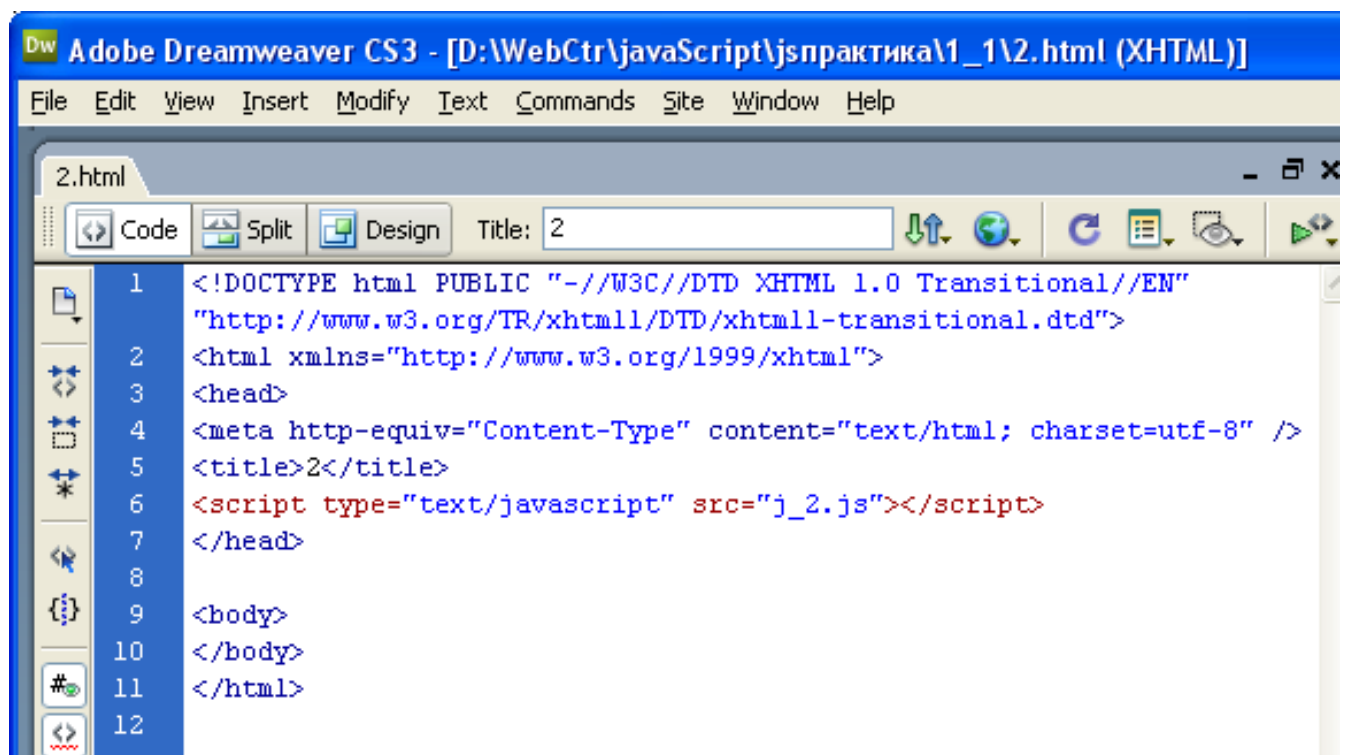 Dw Adobe Dreamweaver CS3 - [D:\WebCtr\javaScript\jsпрактика\1_1\2.html (XHTML)]
File Edit View Insert Modify Text Commands Site Window Help
2.html
Code Split Design Title: 2
1 <!DOCTYPE html PUBLIC "-//W3C//DTD XHTML 1.0 Transitional//EN"
"http://www.w3.org/TR/xhtml1/DTD/xhtml1-transitional.dtd">
2 <html xmlns="http://www.w3.org/1999/xhtml">
3 <head>
4 <meta http-equiv="Content-Type" content="text/html; charset=utf-8" />
5 <title>2</title>
6 <script type="text/javascript" src="j_2.js"></script>
7 </head>
8
9 <body>
10 </body>
11 </html>
12